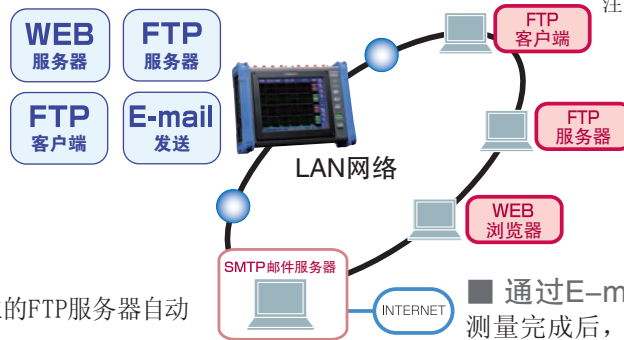 注
WEB
服务器
FTP
服务器
FTP
客户端
E-mail
发送
FTP
客户端
FTP
服务器
LAN网络
WEB
浏览器
SMTP邮件服务器
INTERNET
的FTP服务器自动
■ 通过E-m
测量完成后，